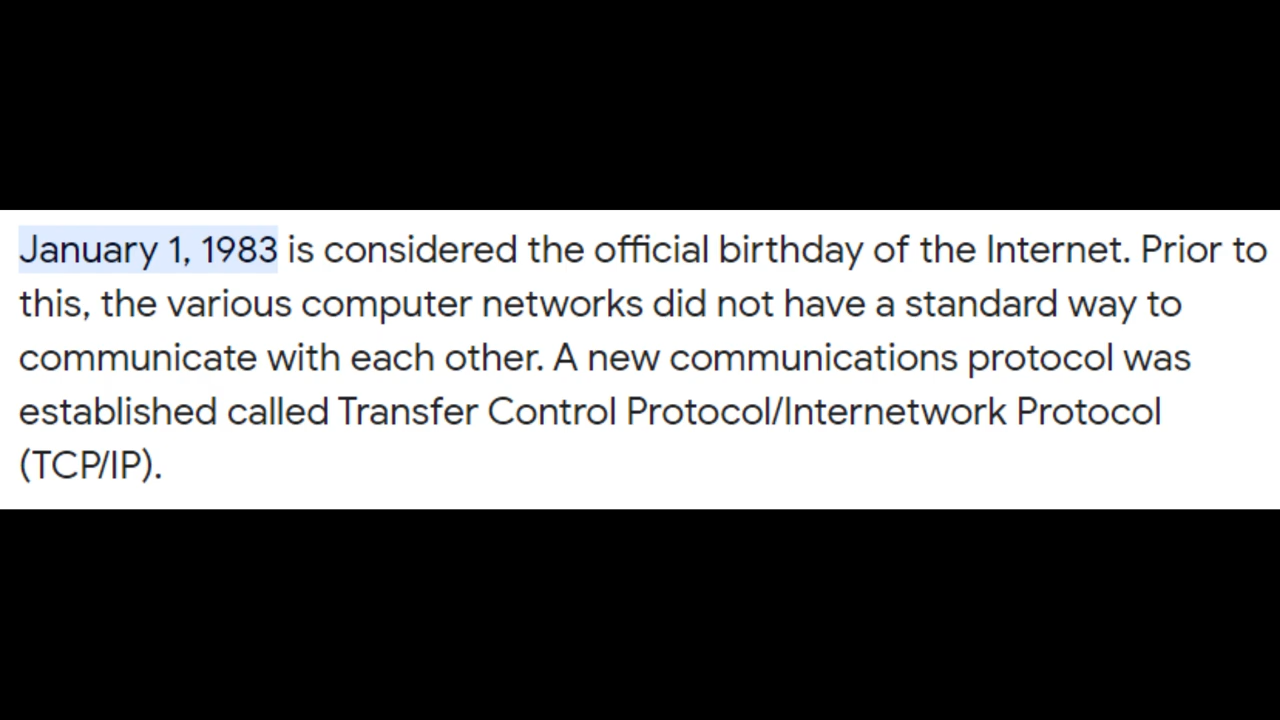 January 1, 1983 is considered the official birthday of the Internet. Prior to
this, the various computer networks did not have a standard way to
communicate with each other. A new communications protocol was
established called Transfer Control Protocol/Internetwork Protocol
(TCP/IP).